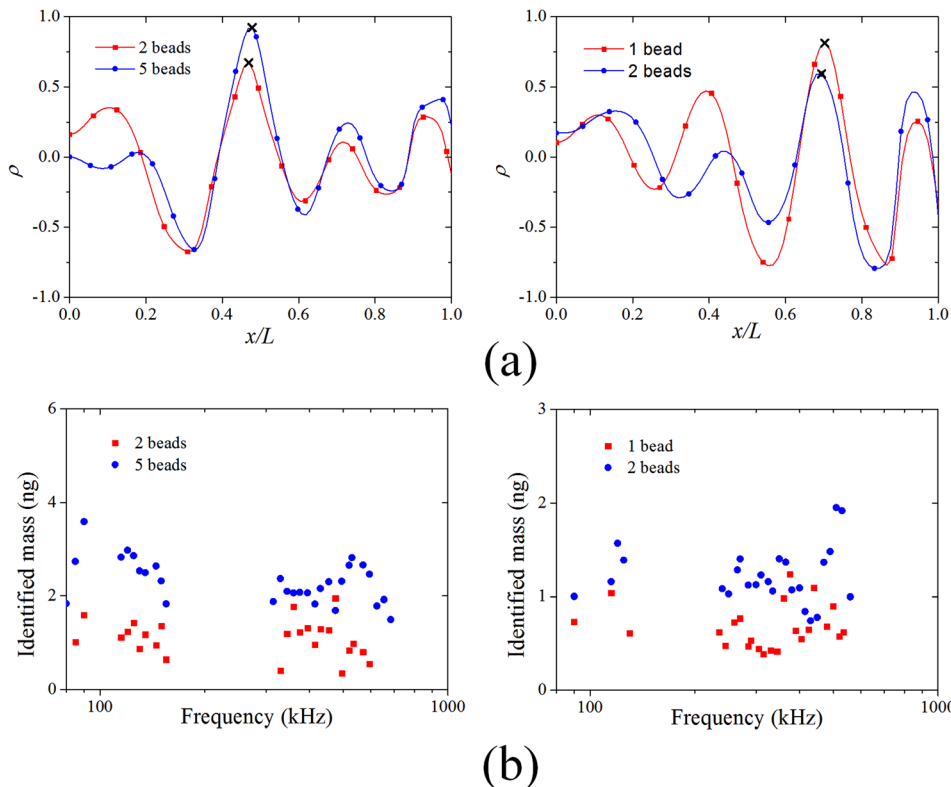 1.0
0.5
0.0
-0.5
-1.0
ρ
2 beads
5 beads
0.0 0.2 0.4 0.6 0.8 1.0
x/L
1.0
0.5
0.0
-0.5
-1.0
ρ
1 bead
2 beads
0.0 0.2 0.4 0.6 0.8 1.0
x/L
(a)
6
4
2
0
Identified mass (ng)
2 beads
5 beads
100 1000
Frequency (kHz)
3
2
1
0
Identified mass (ng)
1 bead
2 beads
100 1000
Frequency (kHz)
(b)